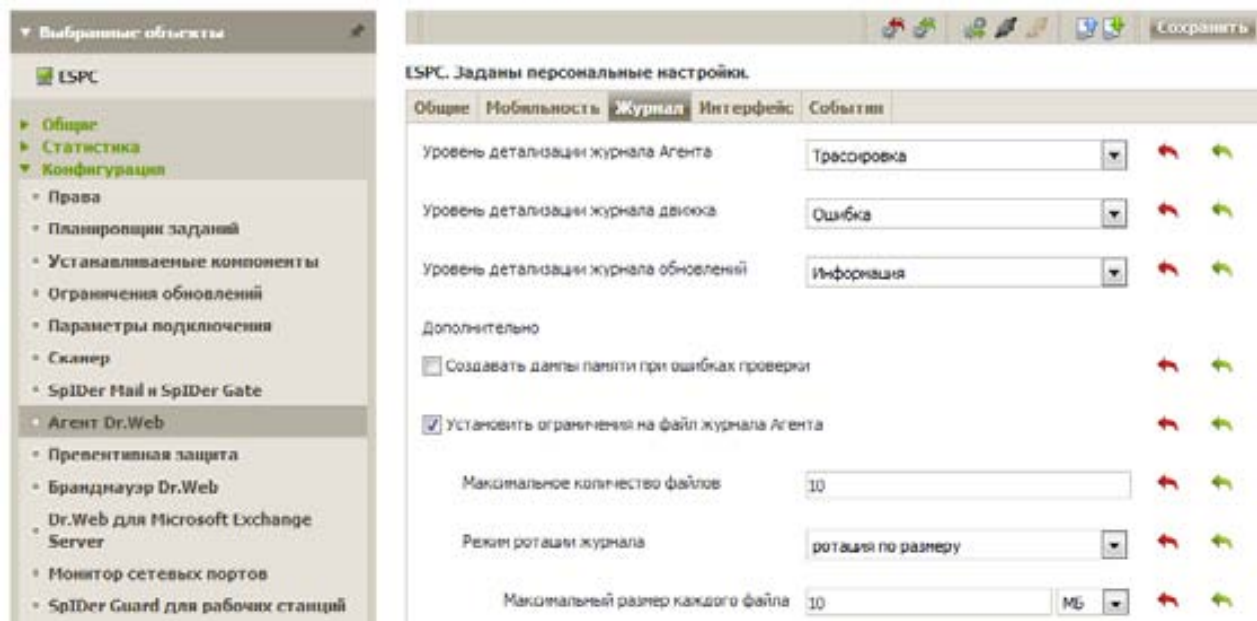 Выбранные объекты
ESPC
Общие
Статистика
Конфигурация
Права
Планировщик заданий
Устанавливаемые компоненты
Ограничения обновлений
Параметры подключения
Сканер
SpIDer Mail и SpIDer Gate
Агент Dr.Web
Превентивная защита
Брандмауэр Dr.Web
Dr.Web для Microsoft Exchange
Server
Монитор сетевых портов
SpIDer Guard для рабочих станций
Сохранить
ESPC. Заданы персональные настройки.
Общие Мобильность Журнал Интерфейс События
Уровень детализации журнала Агента Трассировка
Уровень детализации журнала движка Ошибка
Уровень детализации журнала обновлений Информация
Дополнительно
Создавать дампы памяти при ошибках проверки
Установить ограничения на файл журнала Агента
Максимальное количество файлов 10
Режим ротации журнала ротация по размеру
Максимальный размер каждого файла 10 МБ